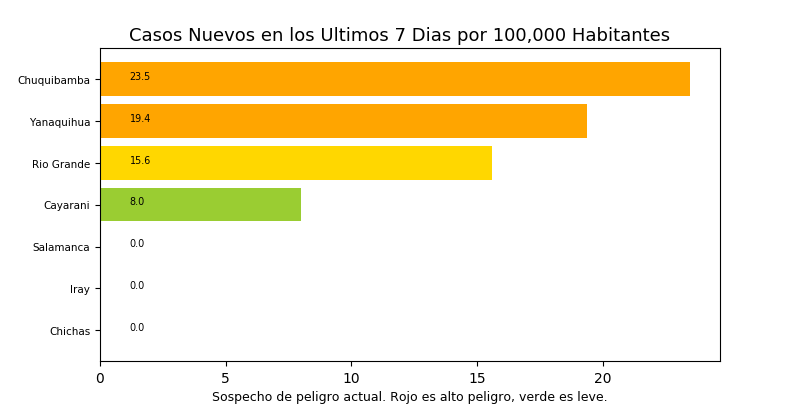 Casos Nuevos en los Ultimos 7 Dias por 100,000 Habitantes
Chuquibamba 23.5
Yanaquihua 19.4
Rio Grande 15.6
Cayarani 8.0
Salamanca 0.0
Iray 0.0
Chichas 0.0
0 5 10 15 20
Sospecho de peligro actual. Rojo es alto peligro, verde es leve.